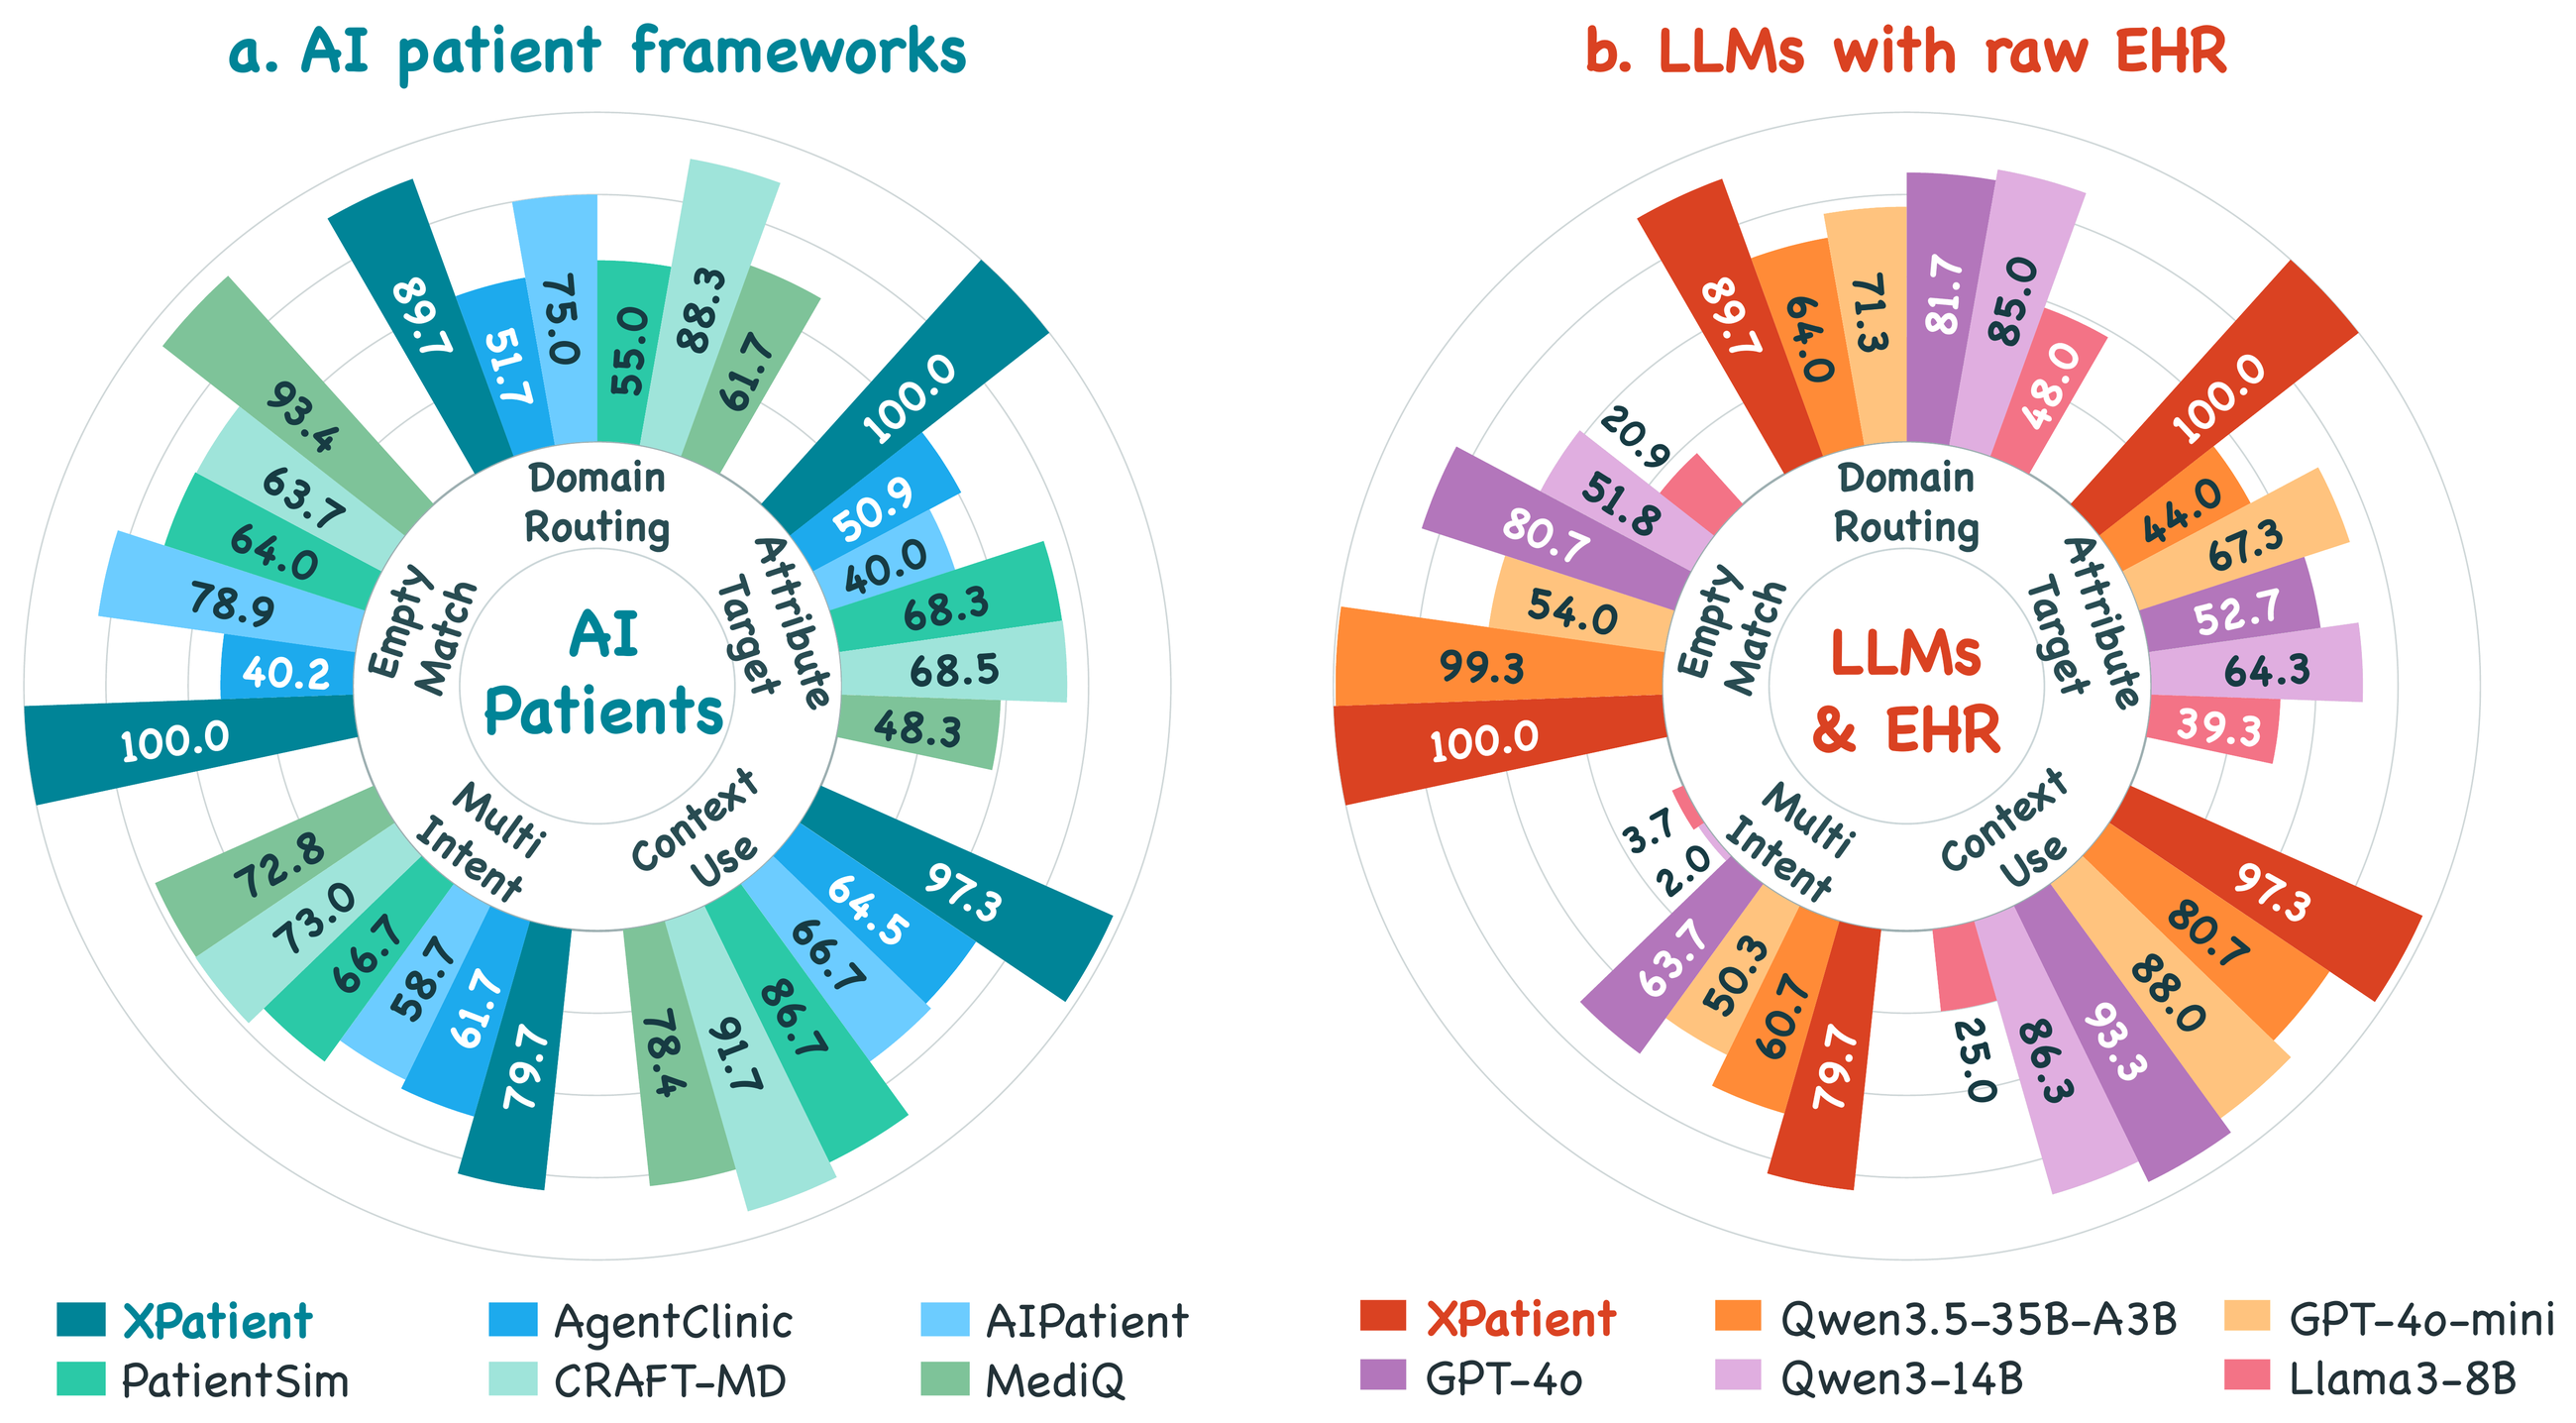 a. AI patient frameworks
89.7
51.7
75.0
55.0
88.3
61.7
100.0
50.9
40.0
68.3
68.5
48.3
97.3
64.5
66.7
86.7
91.7
78.4
79.7
61.7
58.7
66.7
73.0
72.8
100.0
40.2
78.9
64.0
63.7
93.4
Domain
Routing
Attribute
Target
Context
Use
Multi
Intent
Empty
Match
AI
Patients
XPatient
AgentClinic
AIPatient
PatientSim
CRAFT-MD
MediQ
b. LLMs with raw EHR
89.7
64.0
71.3
81.7
85.0
48.0
100.0
44.0
67.3
52.7
64.3
39.3
97.3
80.7
88.0
93.3
86.3
25.0
79.7
60.7
50.3
63.7
2.0
3.7
100.0
99.3
54.0
80.7
51.8
20.9
Domain
Routing
Attribute
Target
Context
Use
Multi
Intent
Empty
Match
LLMs
& EHR
XPatient
Qwen3.5-35B-A3B
GPT-4o-mini
GPT-4o
Qwen3-14B
Llama3-8B